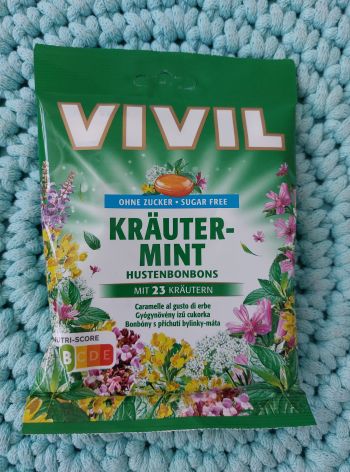 VIVIL
OHNE ZUCKER • SUGAR FREE
KRÄUTER-
MINT
HUSTENBONBONS
MIT 23 KRÄUTERN
Caramelle al gusto di erbe
Gyógynövény ízű cukorka
Bonbóny s příchutí bylinky-máta
NUTRI-SCORE
B C D E